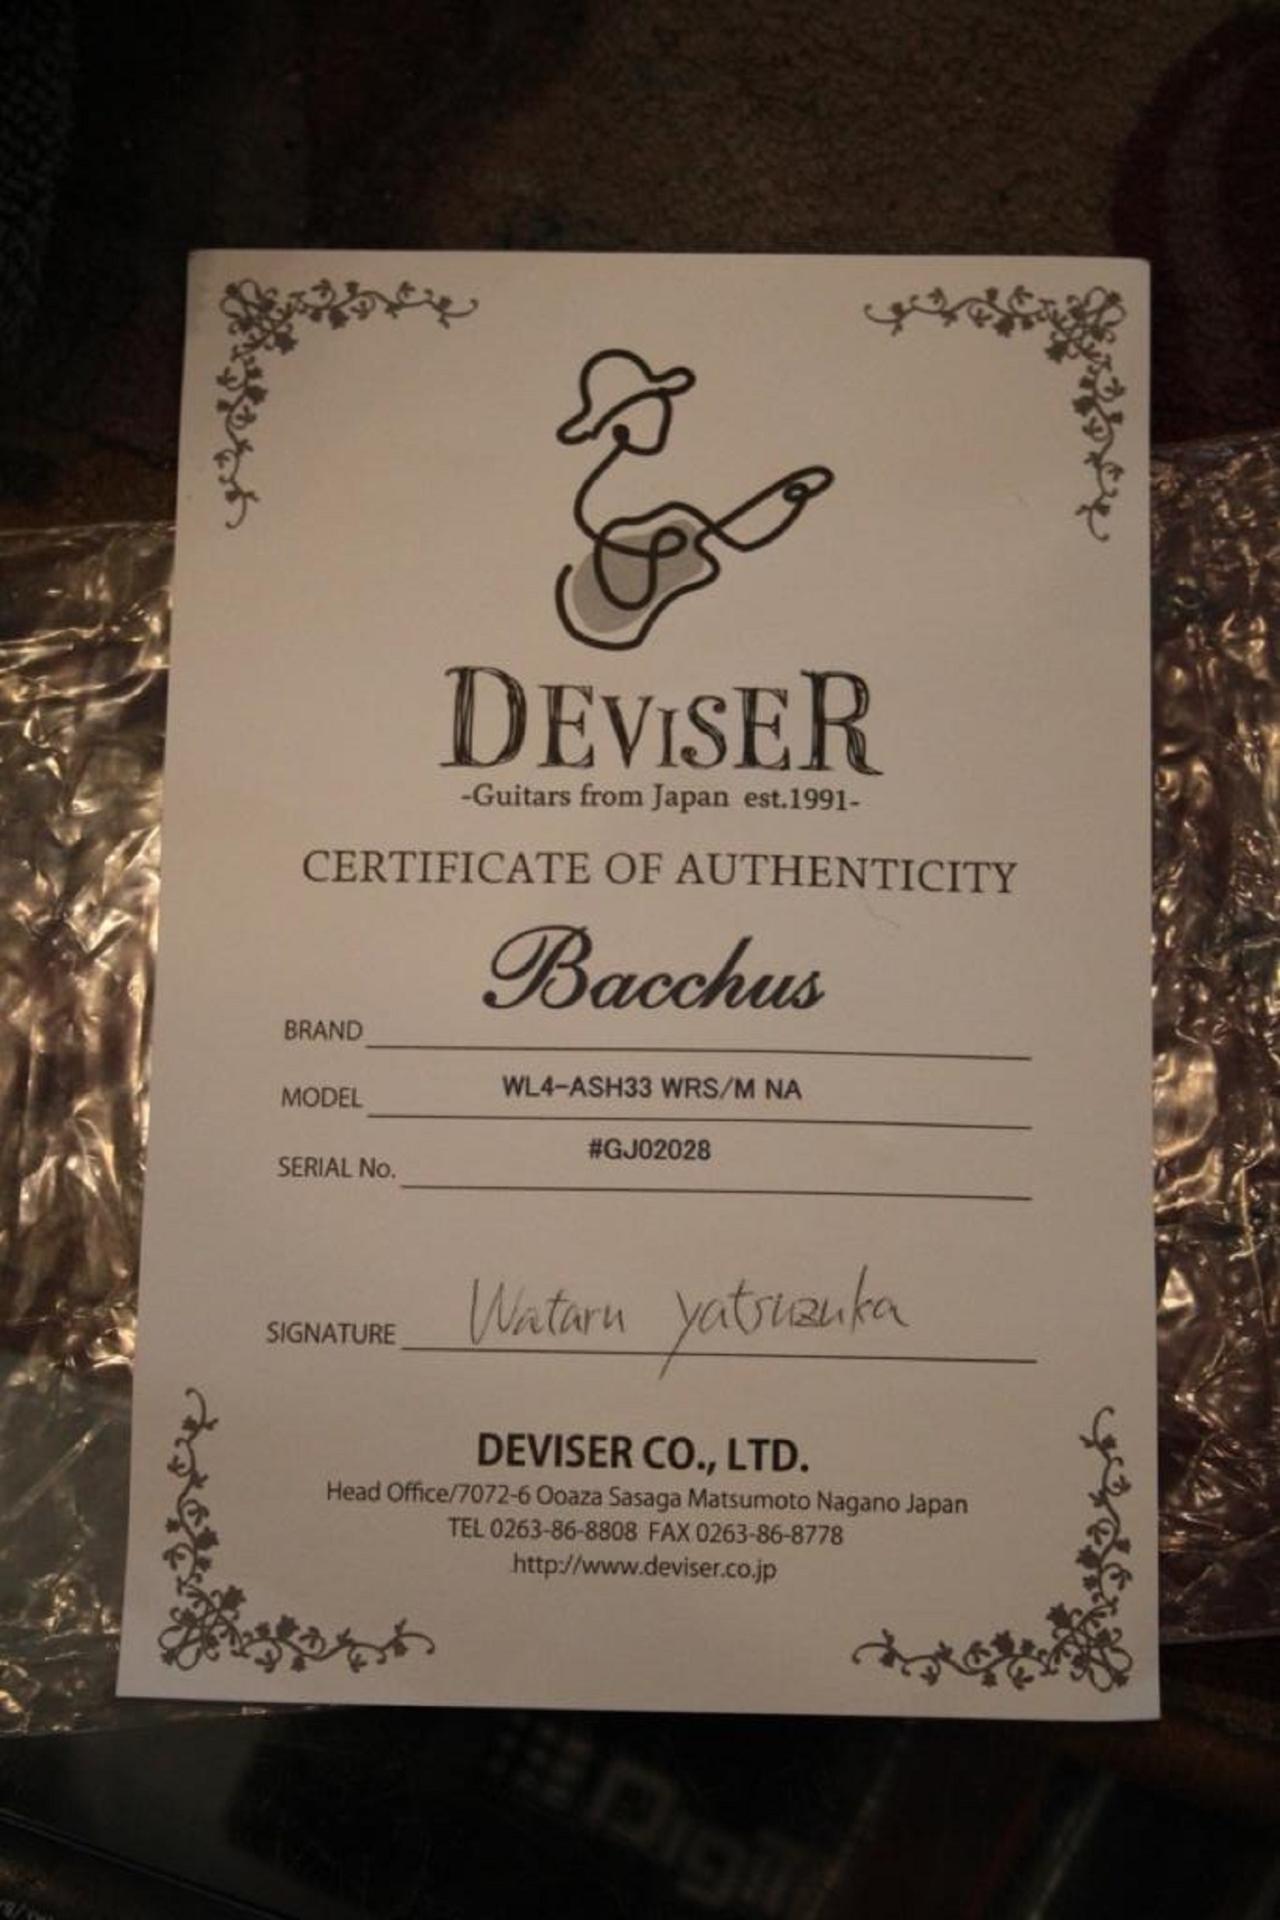 DEVISER
-Guitars from Japan est.1991-
CERTIFICATE OF AUTHENTICITY
Bacchus
BRAND
MODEL WL4-ASH33 WRS/M NA
SERIAL No. #GJ02028
SIGNATURE Wataru yatsuzuka
DEVISER CO., LTD.
Head Office/7072-6 Ooaza Sasaga Matsumoto Nagano Japan
TEL 0263-86-8808 FAX 0263-86-8778
http://www.deviser.co.jp